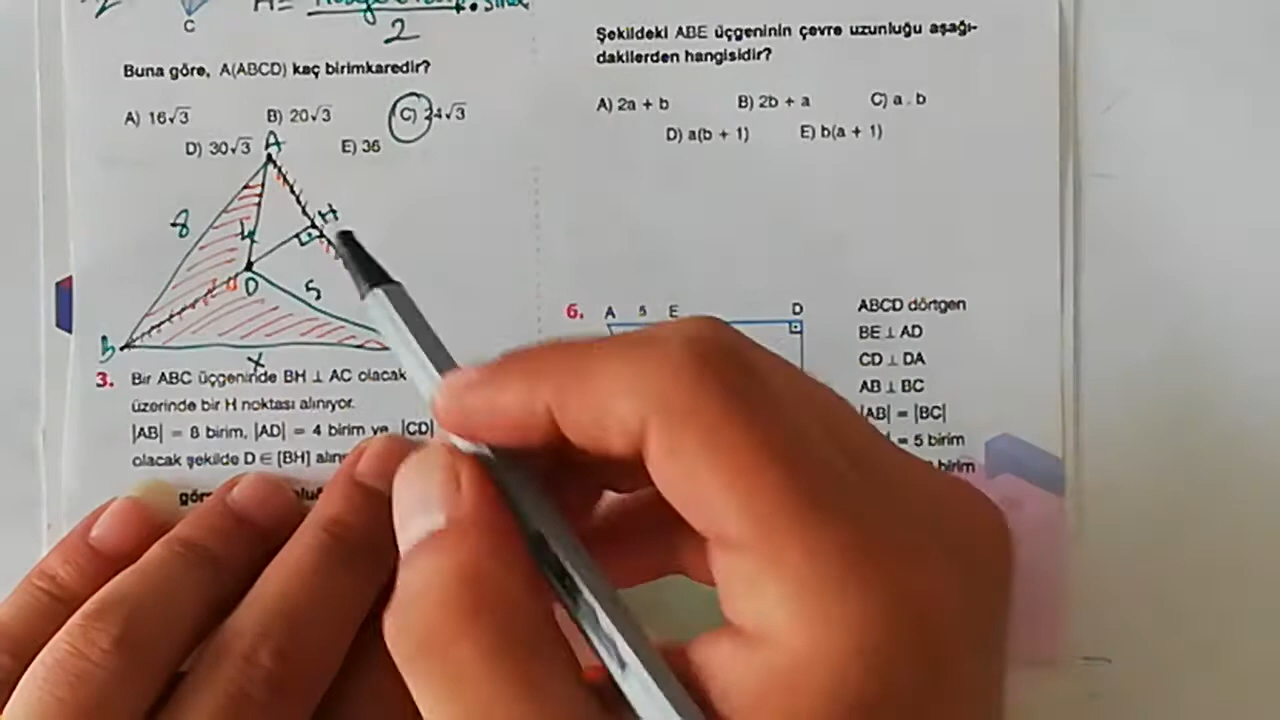 C
2
Buna göre, A(ABCD) kaç birimkaredir?
A) 16√3 B) 20√3 C) 24√3
D) 30√3 E) 36
A
8
H
4
D
5
B
x
3. Bir ABC üçgeninde BH ⊥ AC olacak
üzerinde bir H noktası alınıyor.
|AB| = 8 birim, |AD| = 4 birim ve |CD|
olacak şekilde D ∈ [BH]
Şekildeki ABE üçgeninin çevre uzunluğu aşağı-
dakilerden hangisidir?
A) 2a + b B) 2b + a C) a . b
D) a(b + 1) E) b(a + 1)
6. A 5 E D
ABCD dörtgen
BE ⊥ AD
CD ⊥ DA
AB ⊥ BC
|AB| = |BC|
= 5 birim
birim